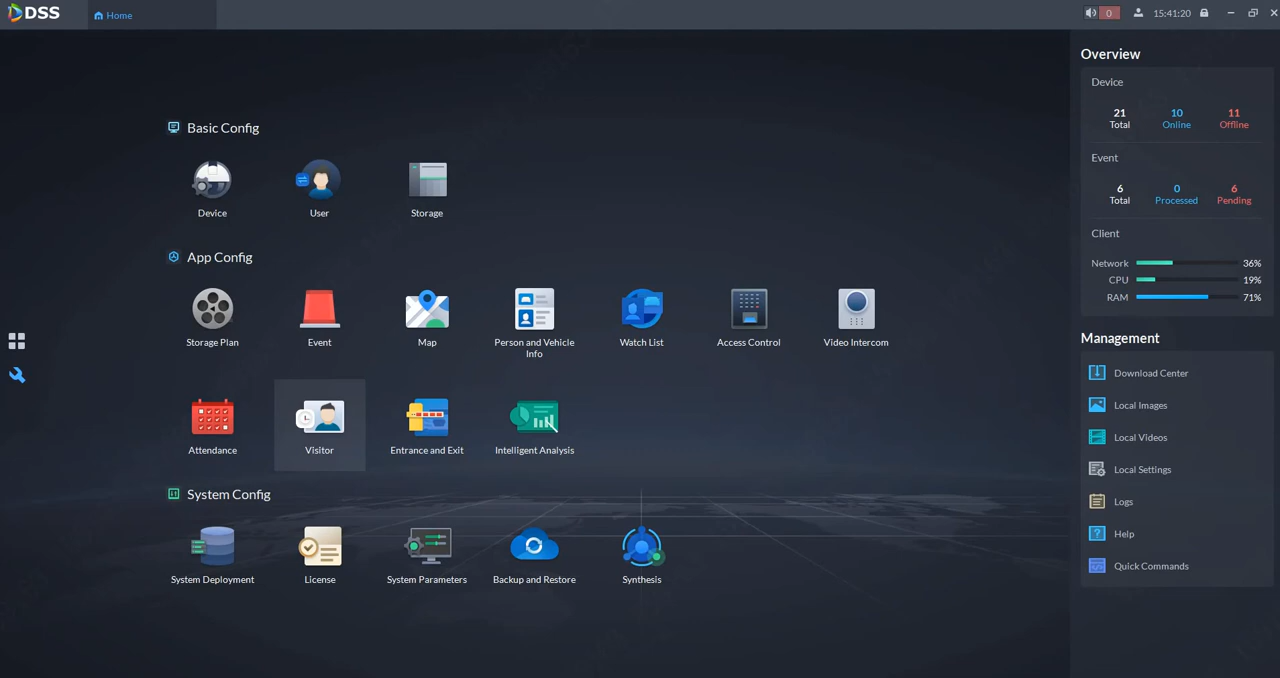 DSS
Home
0
15:41:20
Basic Config
Device
User
Storage
App Config
Storage Plan
Event
Map
Person and Vehicle
Info
Watch List
Access Control
Video Intercom
Attendance
Visitor
Entrance and Exit
Intelligent Analysis
System Config
System Deployment
License
System Parameters
Backup and Restore
Synthesis
Overview
Device
21 10 11
Total Online Offline
Event
6 0 6
Total Processed Pending
Client
Network 36%
CPU 19%
RAM 71%
Management
Download Center
Local Images
Local Videos
Local Settings
Logs
Help
Quick Commands